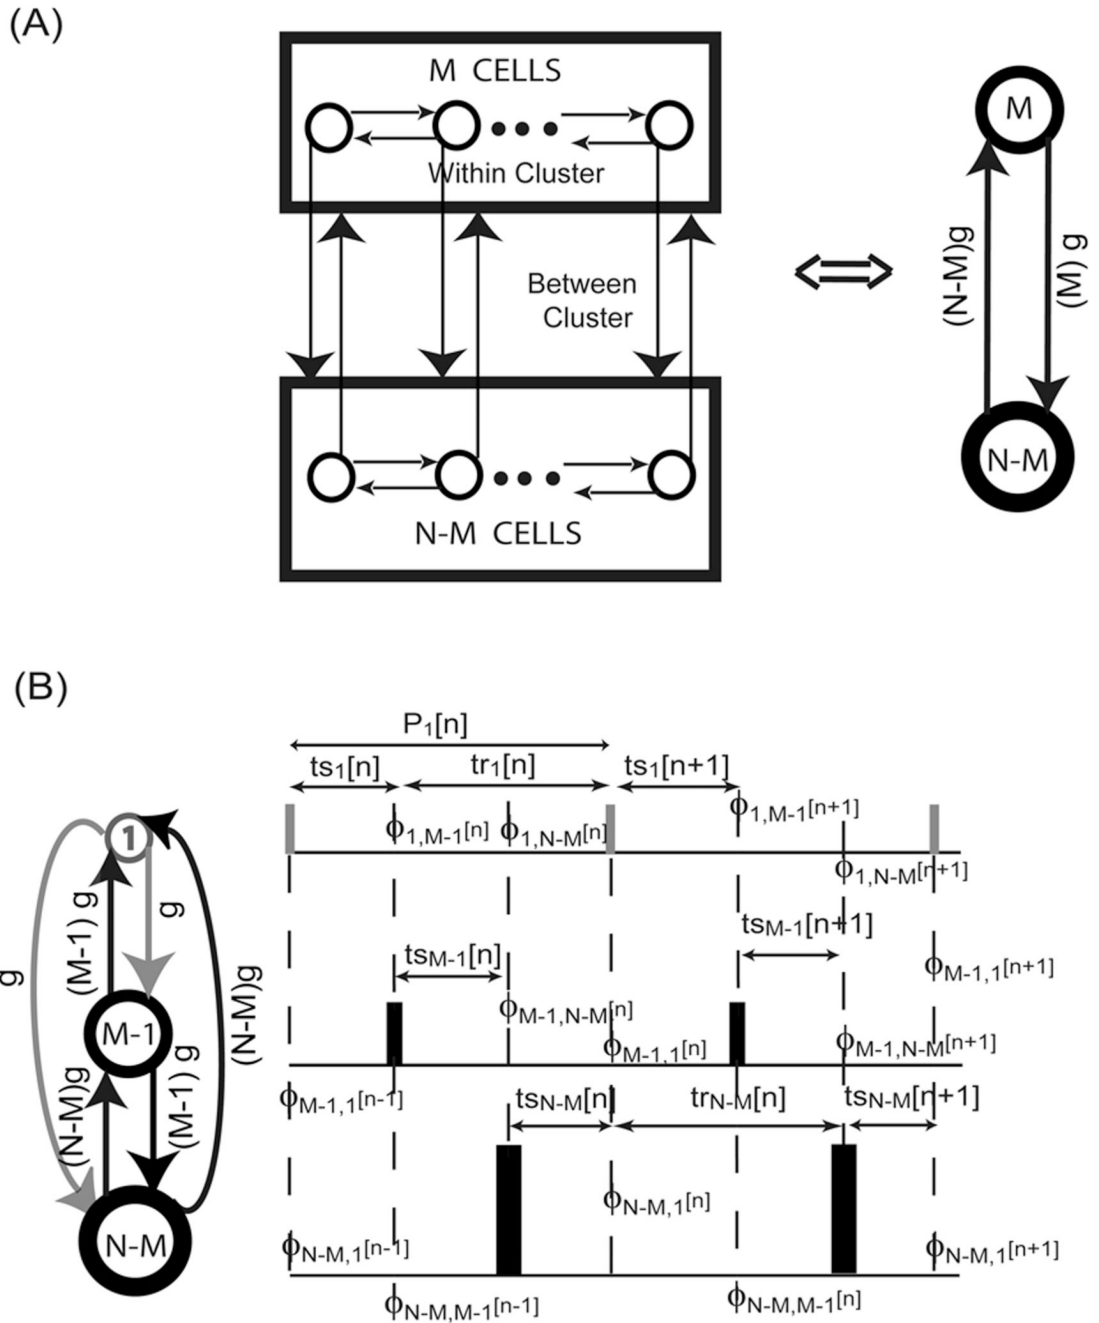 (A)
M CELLS
Within Cluster
Between
Cluster
N-M CELLS
M
(N-M)g
(M) g
N-M
(B)
P1[n]
ts1[n]
tr1[n]
ts1[n+1]
ϕ1,M-1[n]
ϕ1,N-M[n]
ϕ1,M-1[n+1]
ϕ1,N-M[n+1]
1
g
g
(M-1) g
(N-M)g
M-1
(N-M)g
(M-1) g
N-M
tsM-1[n]
tsM-1[n+1]
ϕM-1,1[n+1]
ϕM-1,N-M[n]
ϕM-1,1[n]
ϕM-1,N-M[n+1]
ϕM-1,1[n-1]
tsN-M[n]
trN-M[n]
tsN-M[n+1]
ϕN-M,1[n]
ϕN-M,1[n-1]
ϕN-M,1[n+1]
ϕN-M,M-1[n-1]
ϕN-M,M-1[n]